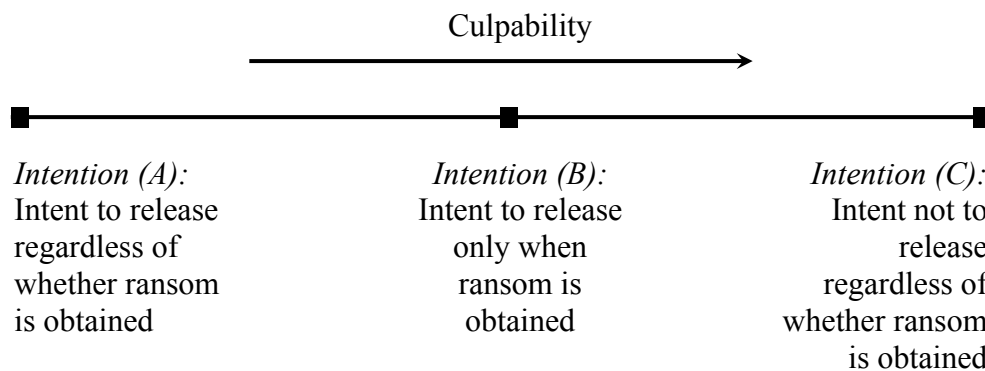 Culpability
Intention (A):
Intent to release
regardless of
whether ransom
is obtained
Intention (B):
Intent to release
only when
ransom is
obtained
Intention (C):
Intent not to
release
regardless of
whether ransom
is obtained